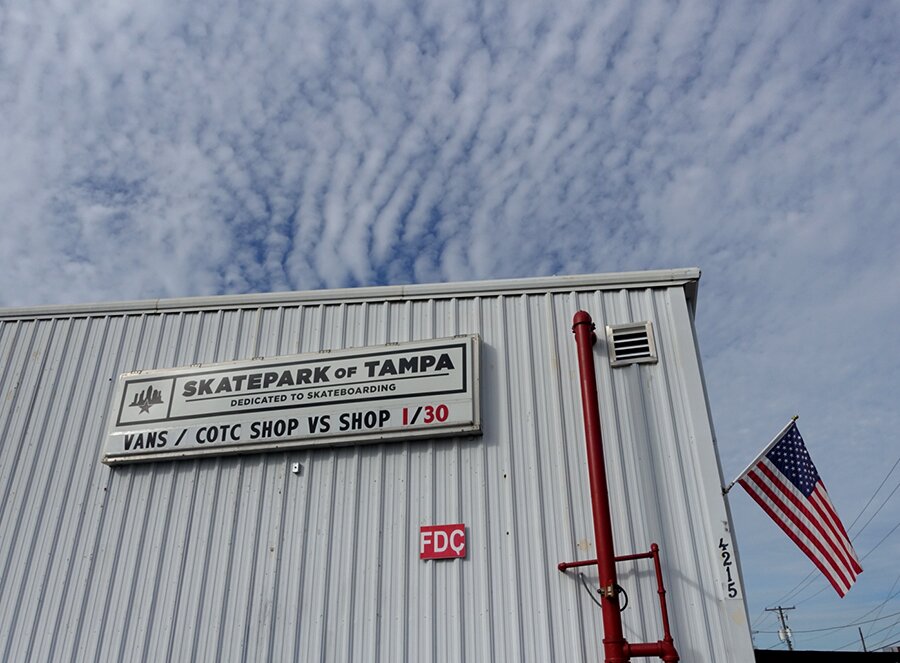 SKATEPARK OF TAMPA
DEDICATED TO SKATEBOARDING
VANS / COTC SHOP VS SHOP 1/30
FDC
4215